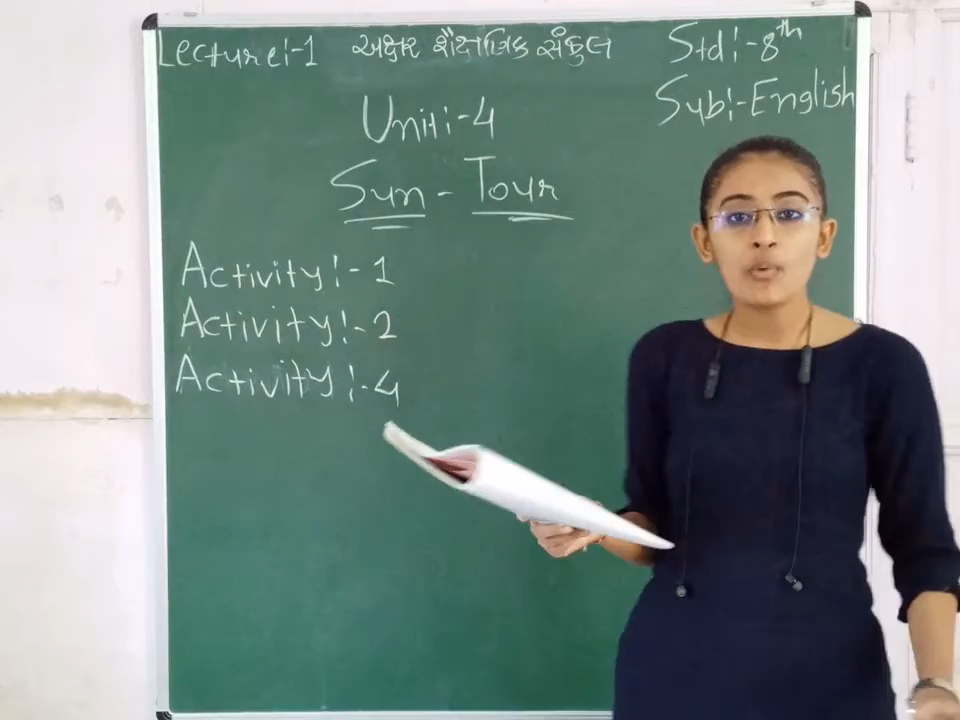 Lecture:-1 અક્ષર શૈક્ષણિક સંકુલ Std:-8th
Sub:-English
Unit:-4
Sun-Tour
Activity:-1
Activity:-2
Activity:-4